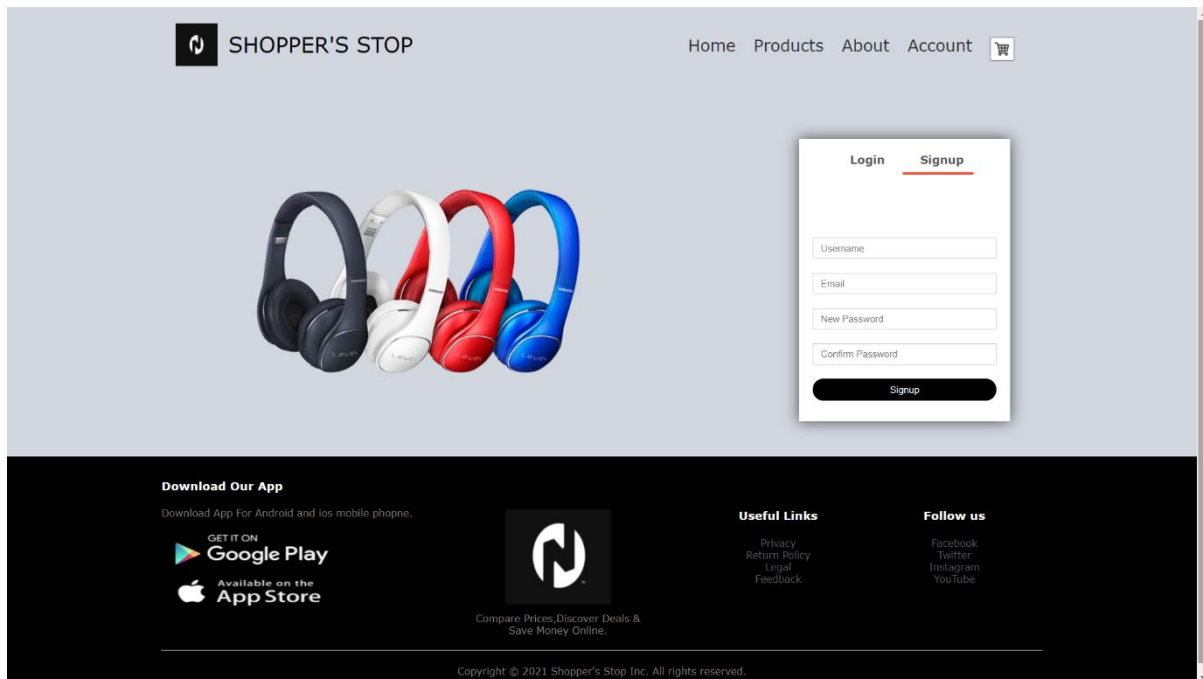 SHOPPER'S STOP
Home Products About Account
Login Signup
Username
Email
New Password
Confirm Password
Signup
Download Our App
Download App For Android and ios mobile phopne.
GET IT ON
Google Play
Available on the
App Store
Compare Prices,Discover Deals &
Save Money Online.
Useful Links
Privacy
Return Policy
Legal
Feedback
Follow us
Facebook
Twitter
Instagram
YouTube
Copyright © 2021 Shopper's Stop Inc. All rights reserved.